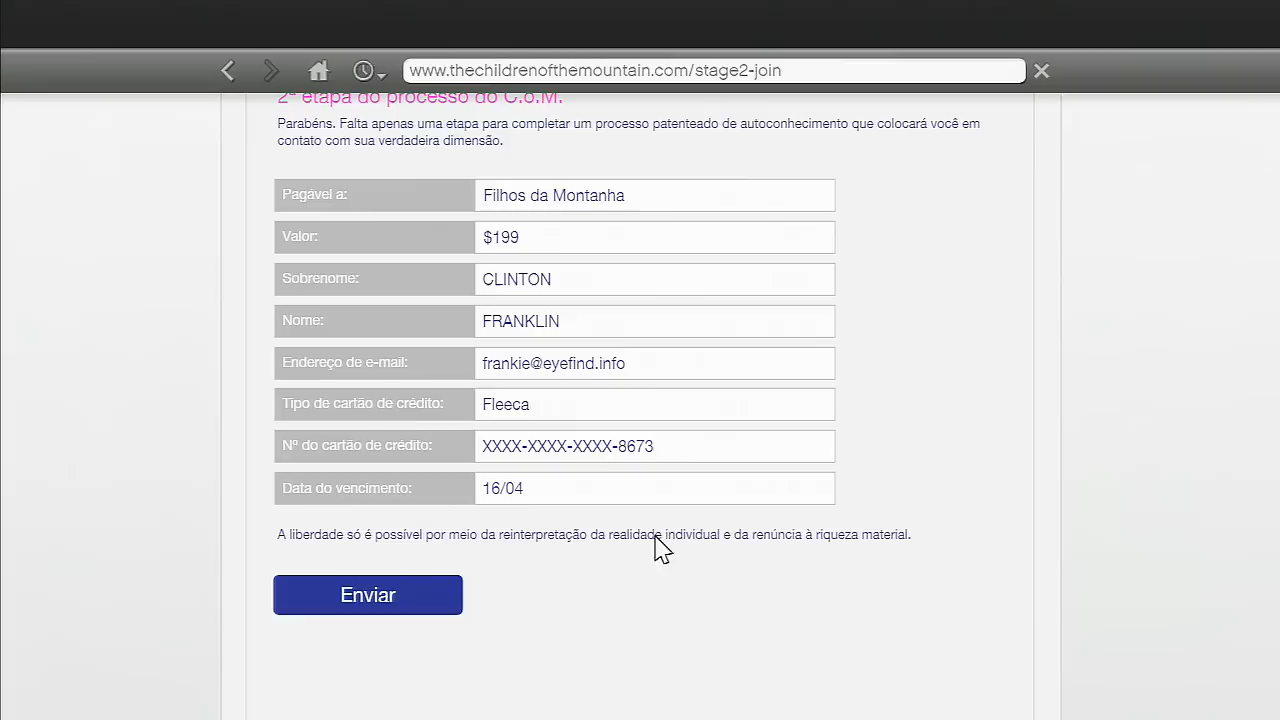 www.thechildrenofthemountain.com/stage2-join
2ª etapa do processo do C.o.M.
Parabéns. Falta apenas uma etapa para completar um processo patenteado de autoconhecimento que colocará você em
contato com sua verdadeira dimensão.
Pagável a: Filhos da Montanha
Valor: $199
Sobrenome: CLINTON
Nome: FRANKLIN
Endereço de e-mail: frankie@eyefind.info
Tipo de cartão de crédito: Fleeca
Nº do cartão de crédito: XXXX-XXXX-XXXX-8673
Data do vencimento: 16/04
A liberdade só é possível por meio da reinterpretação da realidade individual e da renúncia à riqueza material.
Enviar